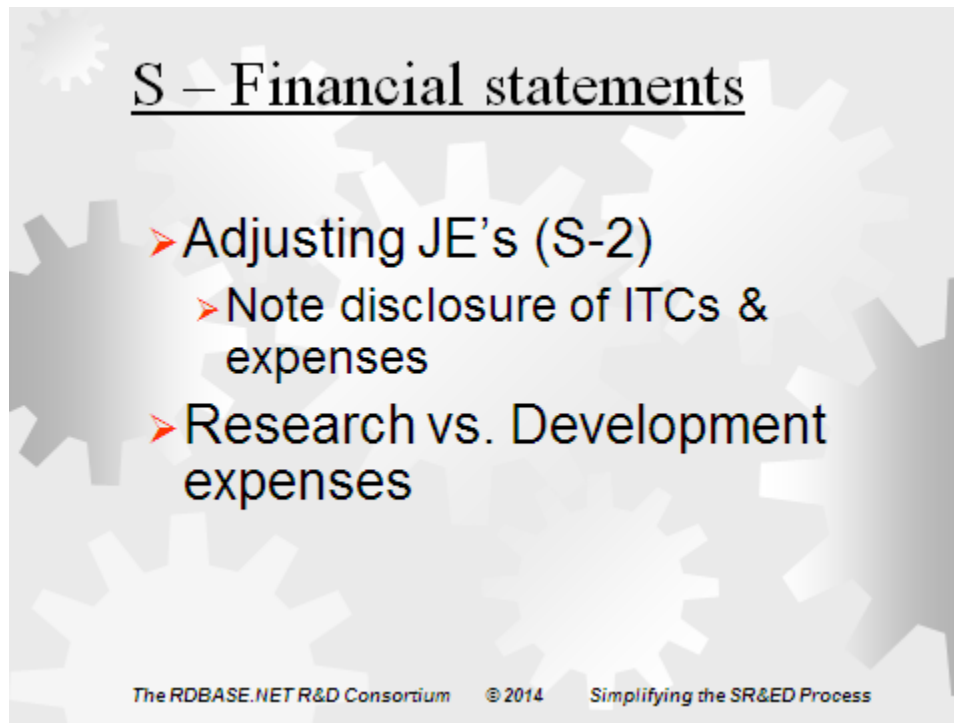 S – Financial statements
Adjusting JE's (S-2)
Note disclosure of ITCs &
expenses
Research vs. Development
expenses
The RDBASE.NET R&D Consortium © 2014 Simplifying the SR&ED Process